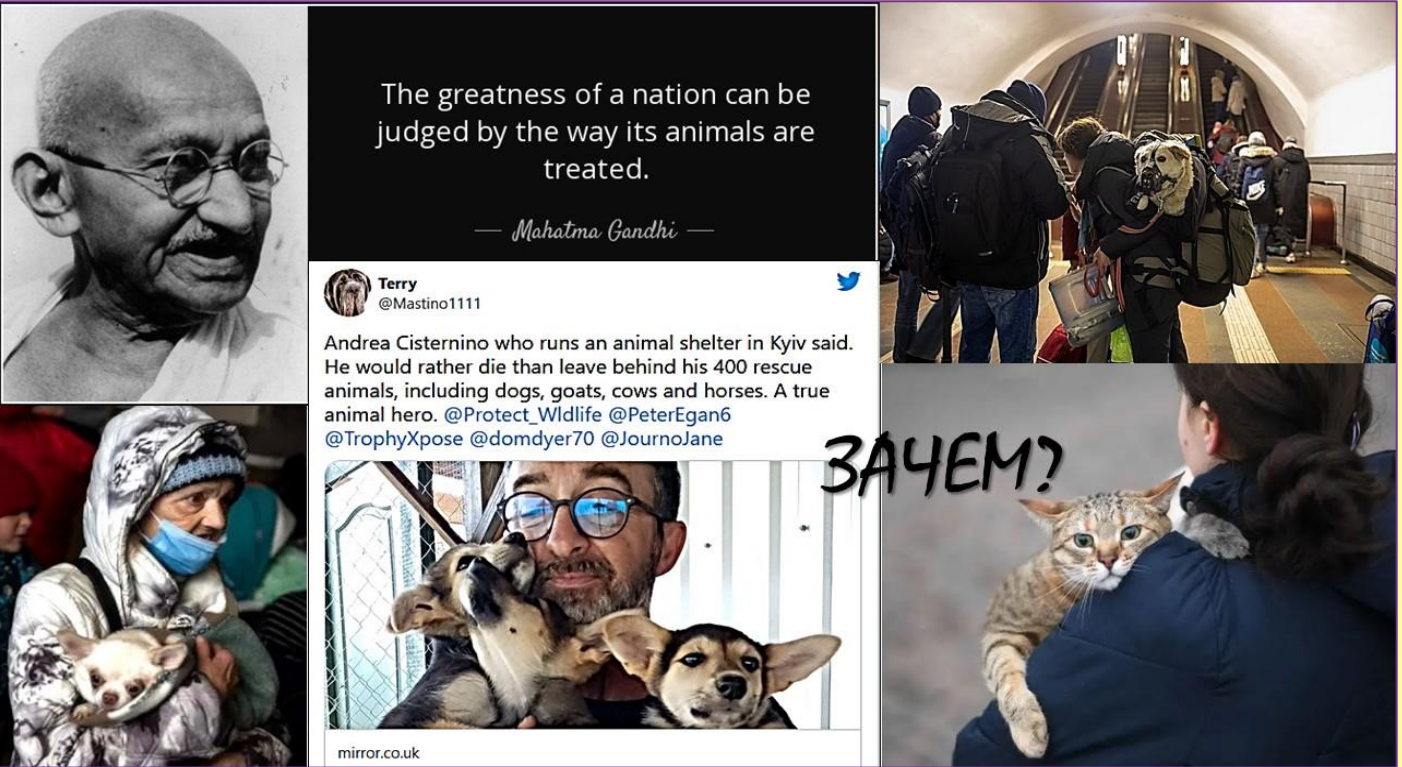 The greatness of a nation can be
judged by the way its animals are
treated.
Mahatma Gandhi
Terry
@Mastino1111
Andrea Cisternino who runs an animal shelter in Kyiv said.
He would rather die than leave behind his 400 rescue
animals, including dogs, goats, cows and horses. A true
animal hero. @Protect_Wldlife @PeterEgan6
@TrophyXpose @domdyer70 @JournoJane
ЗАЧЕМ?
mirror.co.uk